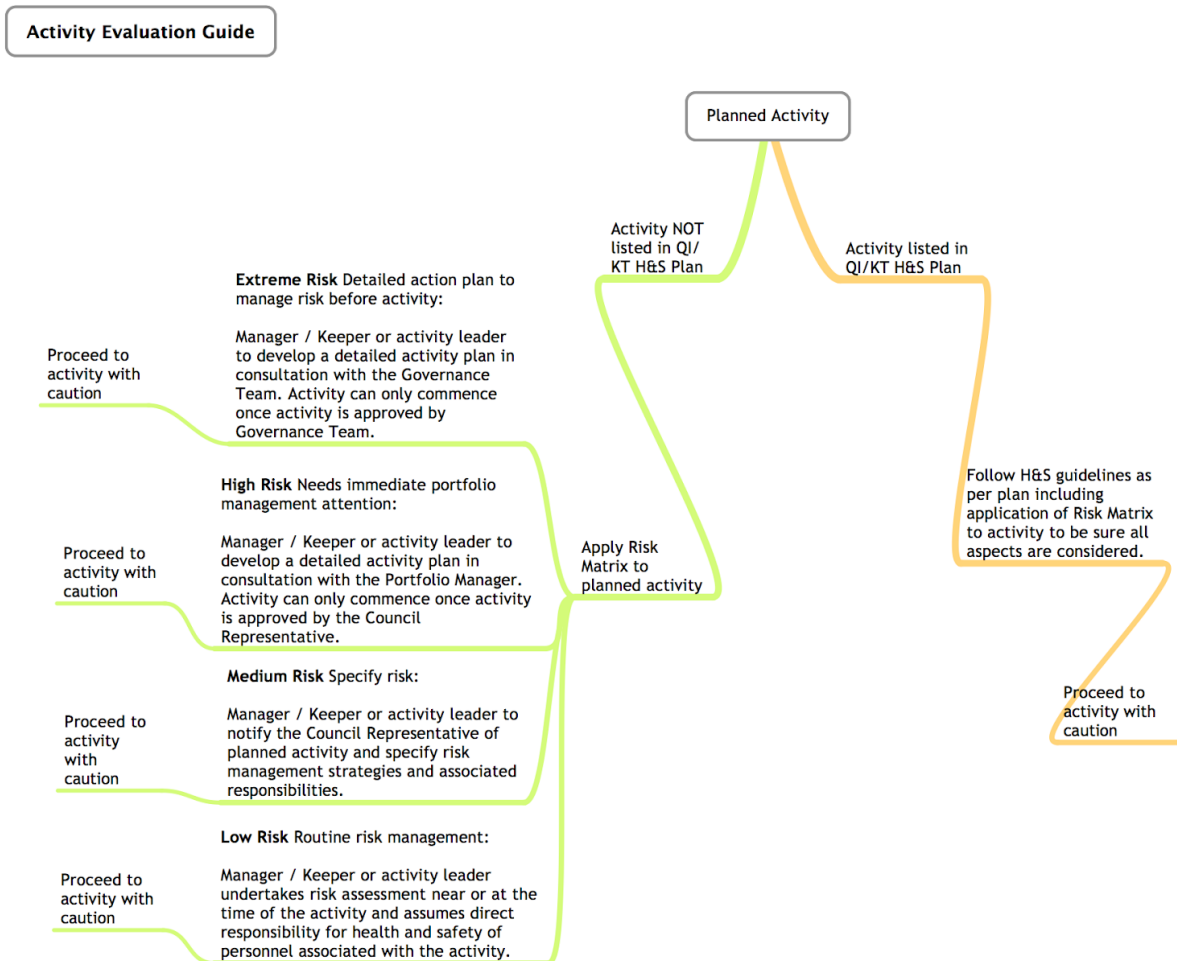 Activity Evaluation Guide
Planned Activity
Activity NOT
listed in QI/
KT H&S Plan
Activity listed in
QI/KT H&S Plan
Extreme Risk Detailed action plan to
manage risk before activity:
Manager / Keeper or activity leader
to develop a detailed activity plan in
consultation with the Governance
Team. Activity can only commence
once activity is approved by
Governance Team.
Proceed to
activity with
caution
High Risk Needs immediate portfolio
management attention:
Manager / Keeper or activity leader to
develop a detailed activity plan in
consultation with the Portfolio Manager.
Activity can only commence once activity
is approved by the Council
Representative.
Proceed to
activity with
caution
Medium Risk Specify risk:
Manager / Keeper or activity leader to
notify the Council Representative of
planned activity and specify risk
management strategies and associated
responsibilities.
Proceed to
activity
with
caution
Low Risk Routine risk management:
Manager / Keeper or activity leader
undertakes risk assessment near or at the
time of the activity and assumes direct
responsibility for health and safety of
personnel associated with the activity.
Proceed to
activity with
caution
Apply Risk
Matrix to
planned activity
Follow H&S guidelines as
per plan including
application of Risk Matrix
to activity to be sure all
aspects are considered.
Proceed to
activity with
caution